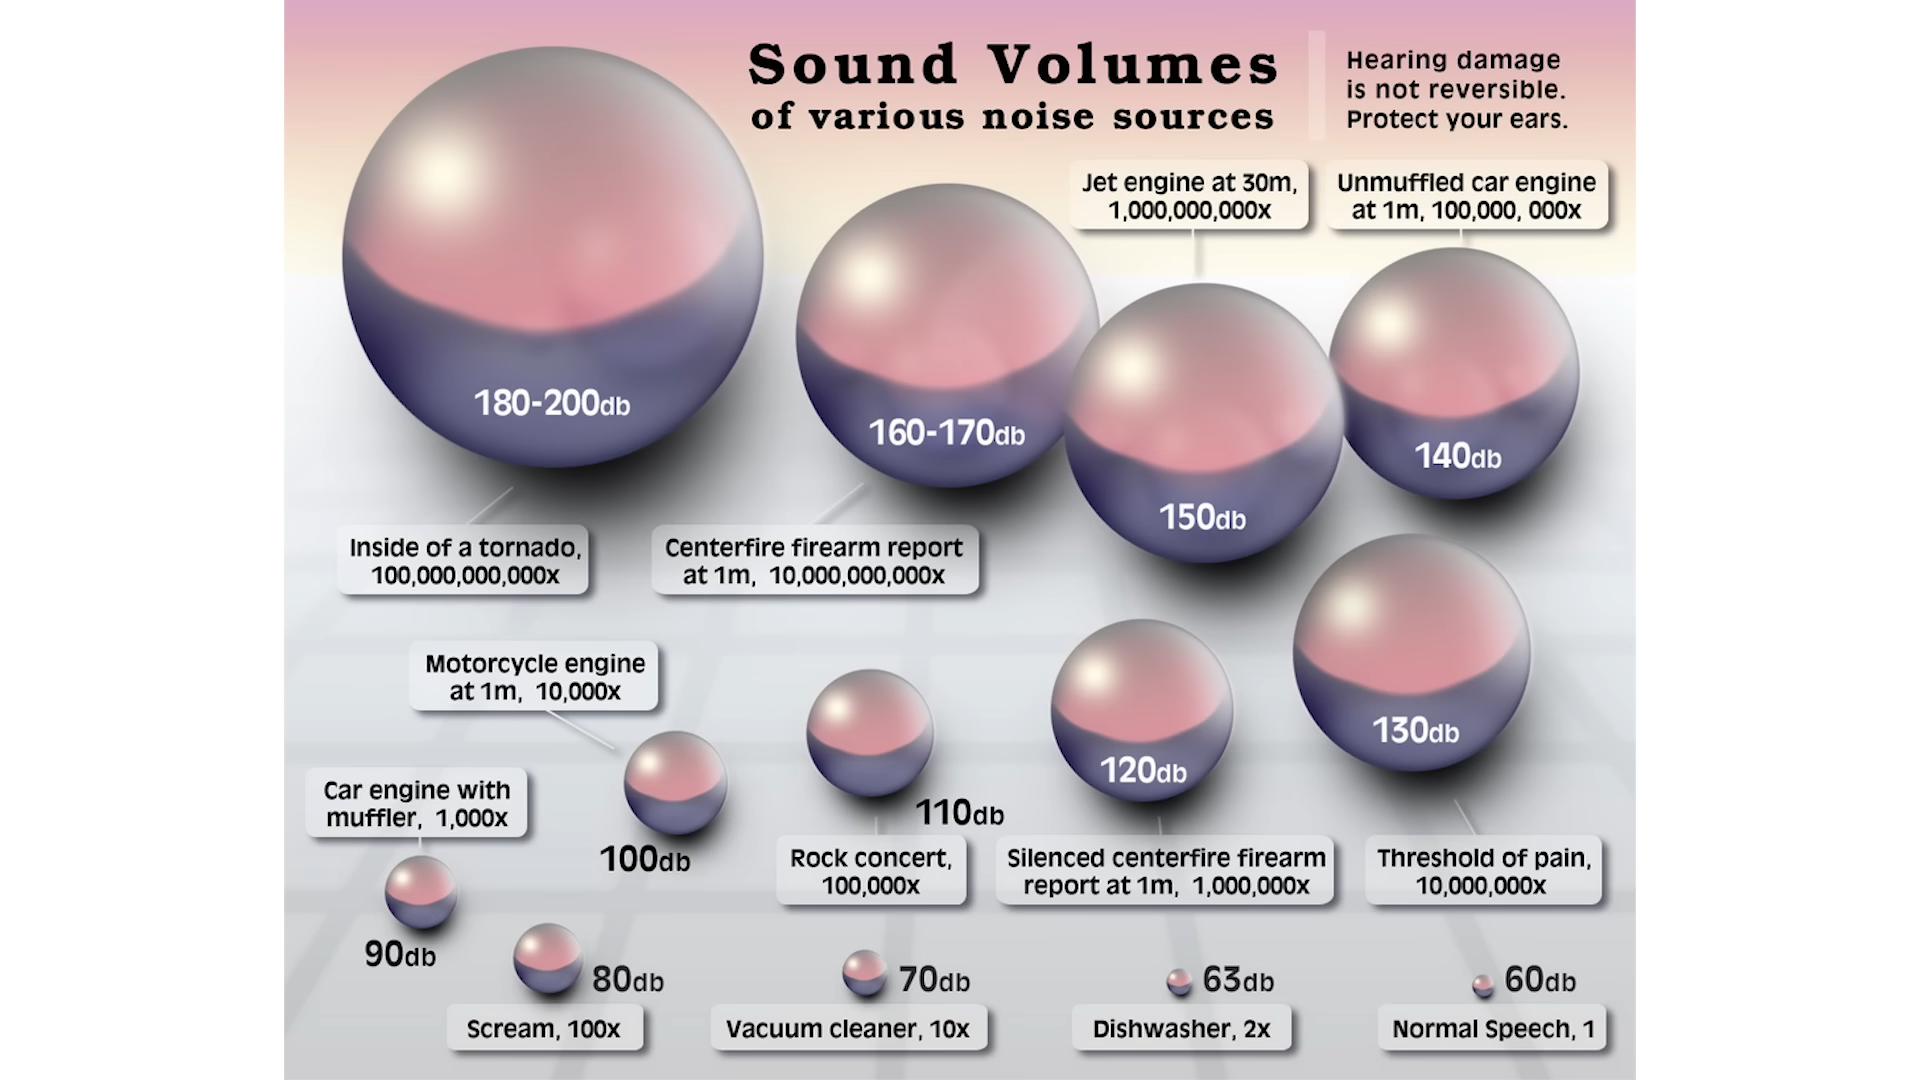 Sound Volumes
of various noise sources
Hearing damage
is not reversible.
Protect your ears.
Jet engine at 30m,
1,000,000,000x
Unmuffled car engine
at 1m, 100,000, 000x
180-200db
160-170db
150db
140db
Inside of a tornado,
100,000,000,000x
Centerfire firearm report
at 1m, 10,000,000,000x
Motorcycle engine
at 1m, 10,000x
130db
120db
Car engine with
muffler, 1,000x
110db
100db
Rock concert,
100,000x
Silenced centerfire firearm
report at 1m, 1,000,000x
Threshold of pain,
10,000,000x
90db
80db
70db
63db
60db
Scream, 100x
Vacuum cleaner, 10x
Dishwasher, 2x
Normal Speech, 1